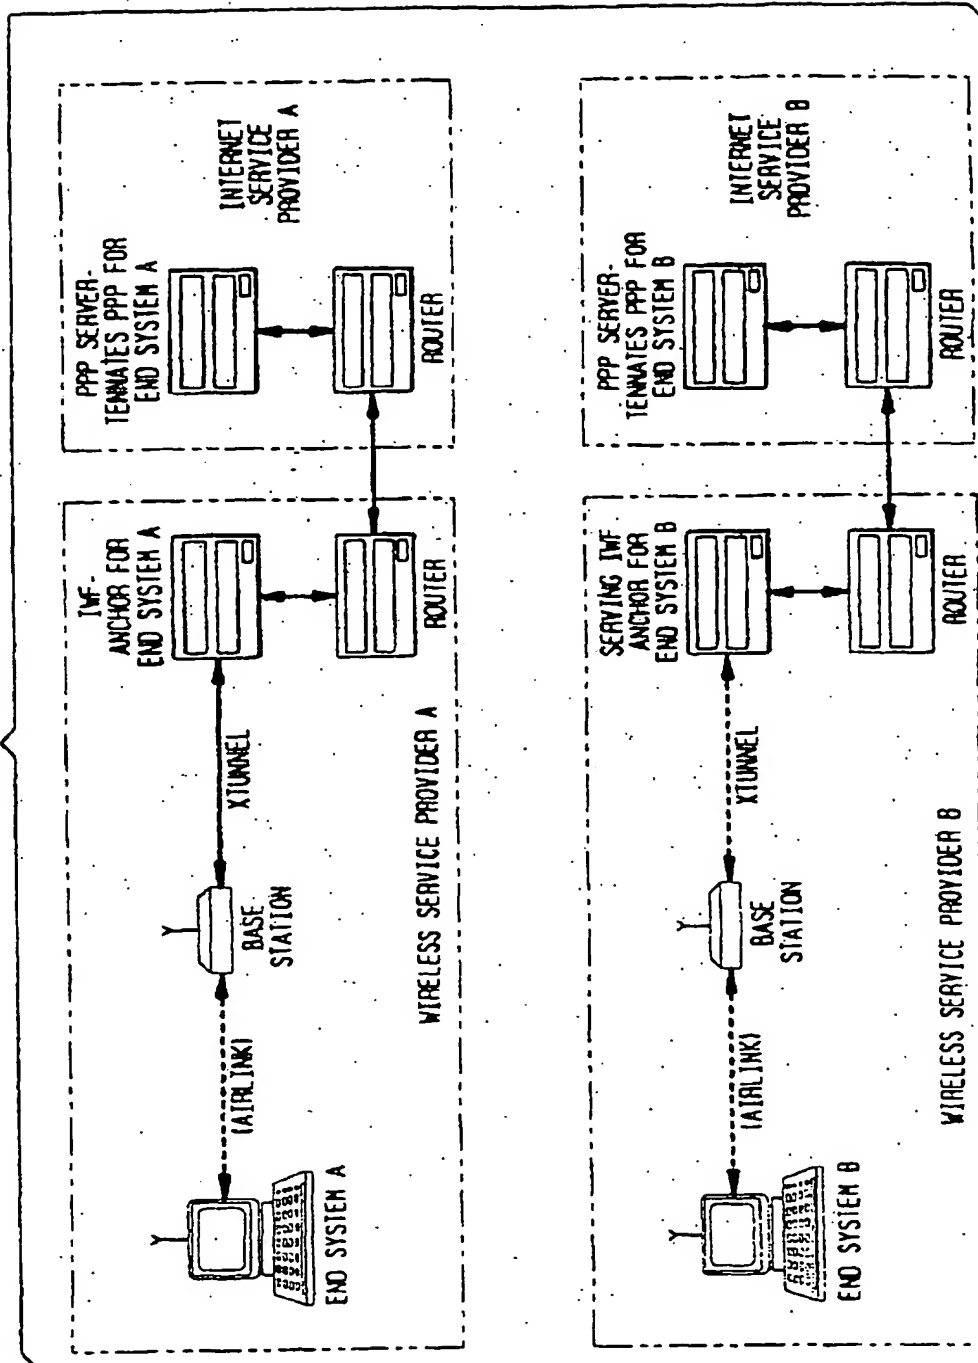 PPP SERVER-
TENNATES PPP FOR
END SYSTEM A
INTERNET
SERVICE
PROVIDER A
ROUTER
IWF-
ANCHOR FOR
END SYSTEM A
ROUTER
XTUNNEL
BASE
STATION
(AIRLINK)
END SYSTEM A
WIRELESS SERVICE PROVIDER A
PPP SERVER-
TENNATES PPP FOR
END SYSTEM B
INTERNET
SERVICE
PROVIDER B
ROUTER
SERVING IWF
ANCHOR FOR
END SYSTEM B
ROUTER
XTUNNEL
BASE
STATION
(AIRLINK)
END SYSTEM B
WIRELESS SERVICE PROVIDER B